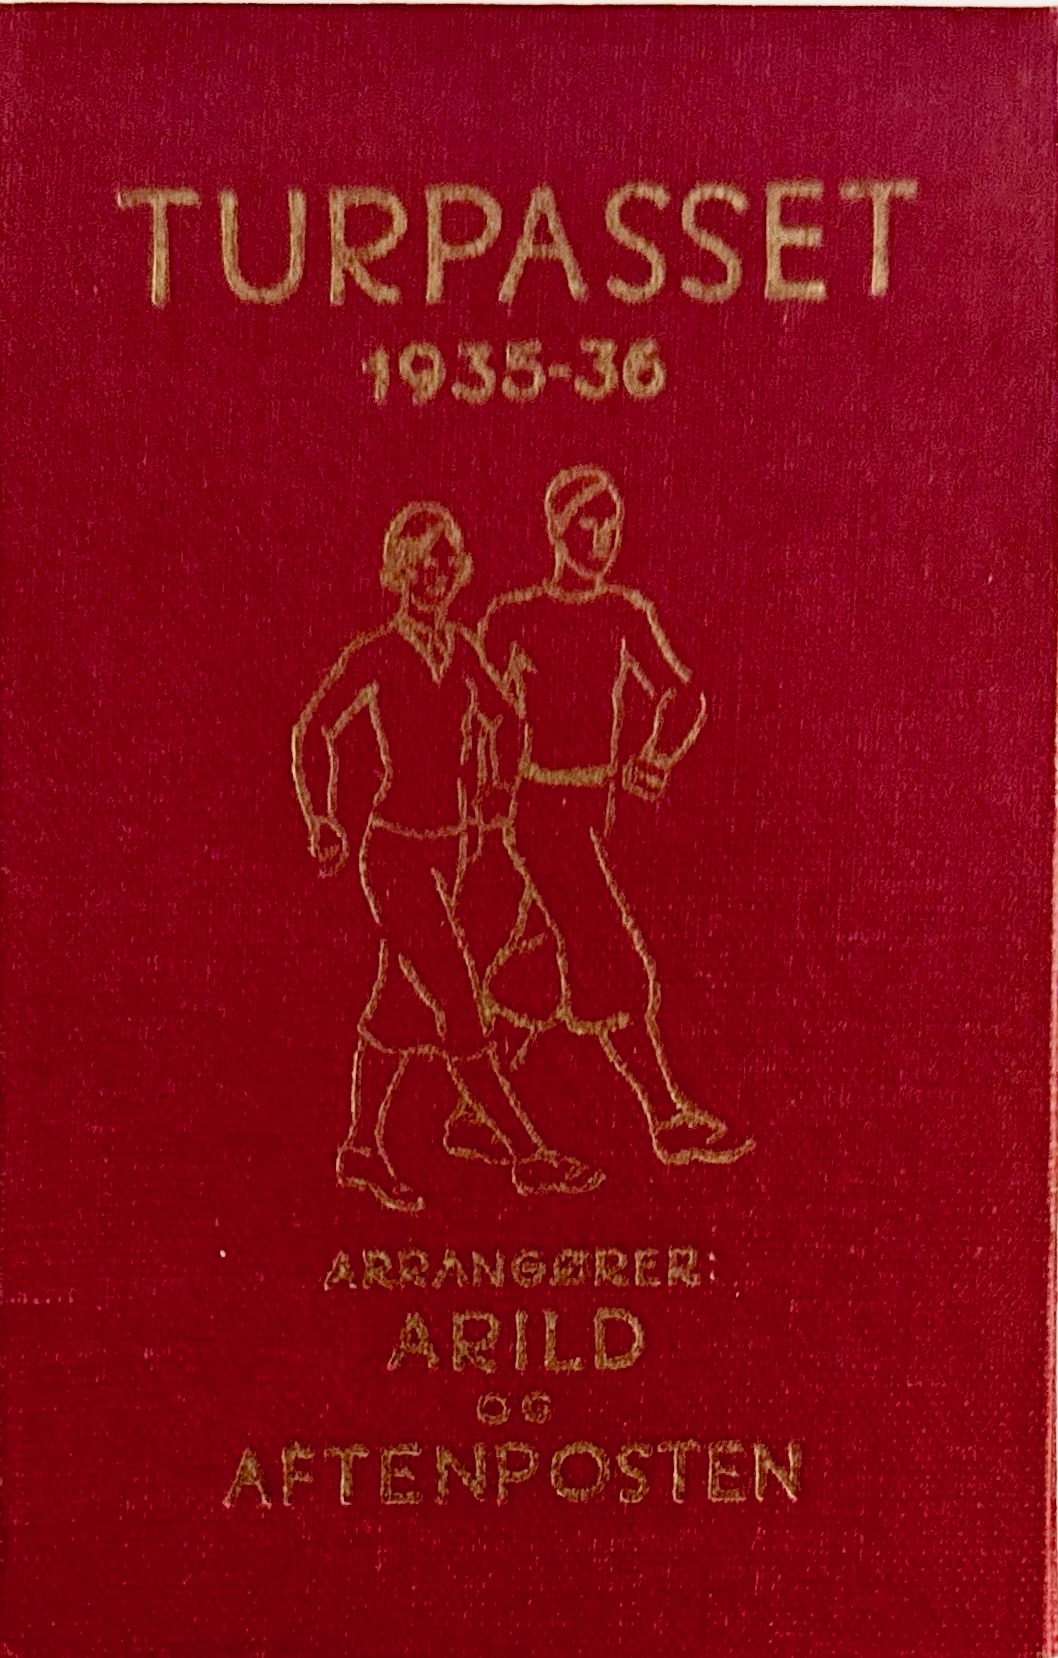 TURPASSET
1935-36
ARRANGØRER:
ARILD
OG
AFTENPOSTEN